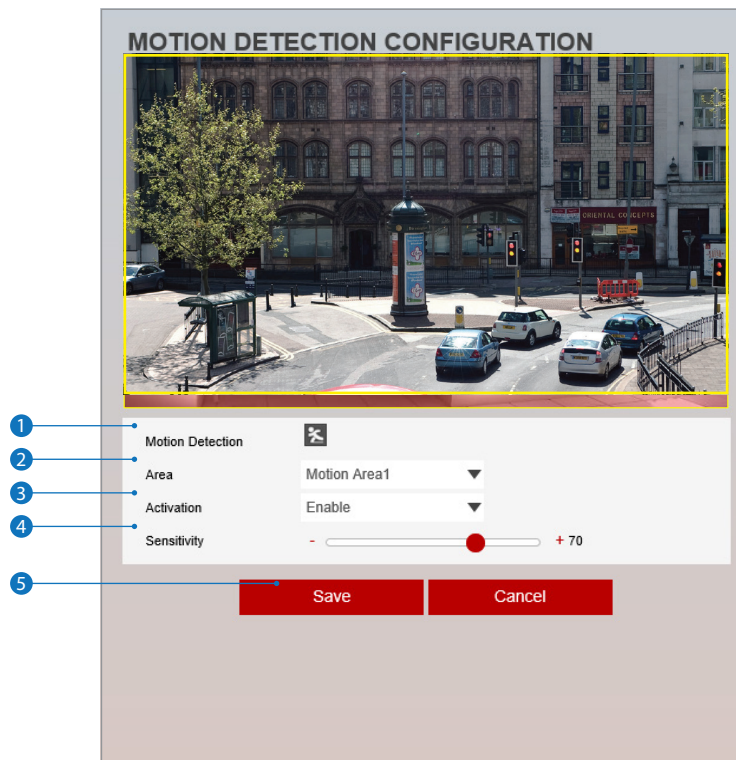 MOTION DETECTION CONFIGURATION
ORIENTAL CONCEPTS
1
Motion Detection
2
Area Motion Area1
3
Activation Enable
4
Sensitivity - + 70
5
Save Cancel